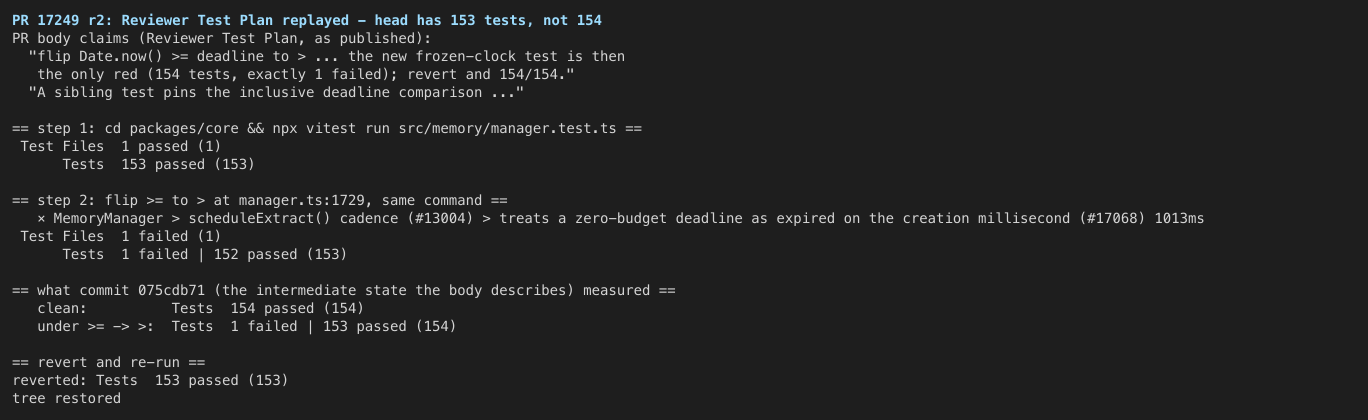 PR 17249 r2: Reviewer Test Plan replayed – head has 153 tests, not 154
PR body claims (Reviewer Test Plan, as published):
"flip Date.now() >= deadline to > ... the new frozen-clock test is then
the only red (154 tests, exactly 1 failed); revert and 154/154."
"A sibling test pins the inclusive deadline comparison ..."
== step 1: cd packages/core && npx vitest run src/memory/manager.test.ts ==
Test Files  1 passed (1)
Tests  153 passed (153)
== step 2: flip >= to > at manager.ts:1729, same command ==
× MemoryManager > scheduleExtract() cadence (#13004) > treats a zero-budget deadline as expired on the creation millisecond (#17068) 1013ms
Test Files  1 failed (1)
Tests  1 failed | 152 passed (153)
== what commit 075cdb71 (the intermediate state the body describes) measured ==
clean:          Tests  154 passed (154)
under >= -> >:  Tests  1 failed | 153 passed (154)
== revert and re-run ==
reverted: Tests  153 passed (153)
tree restored